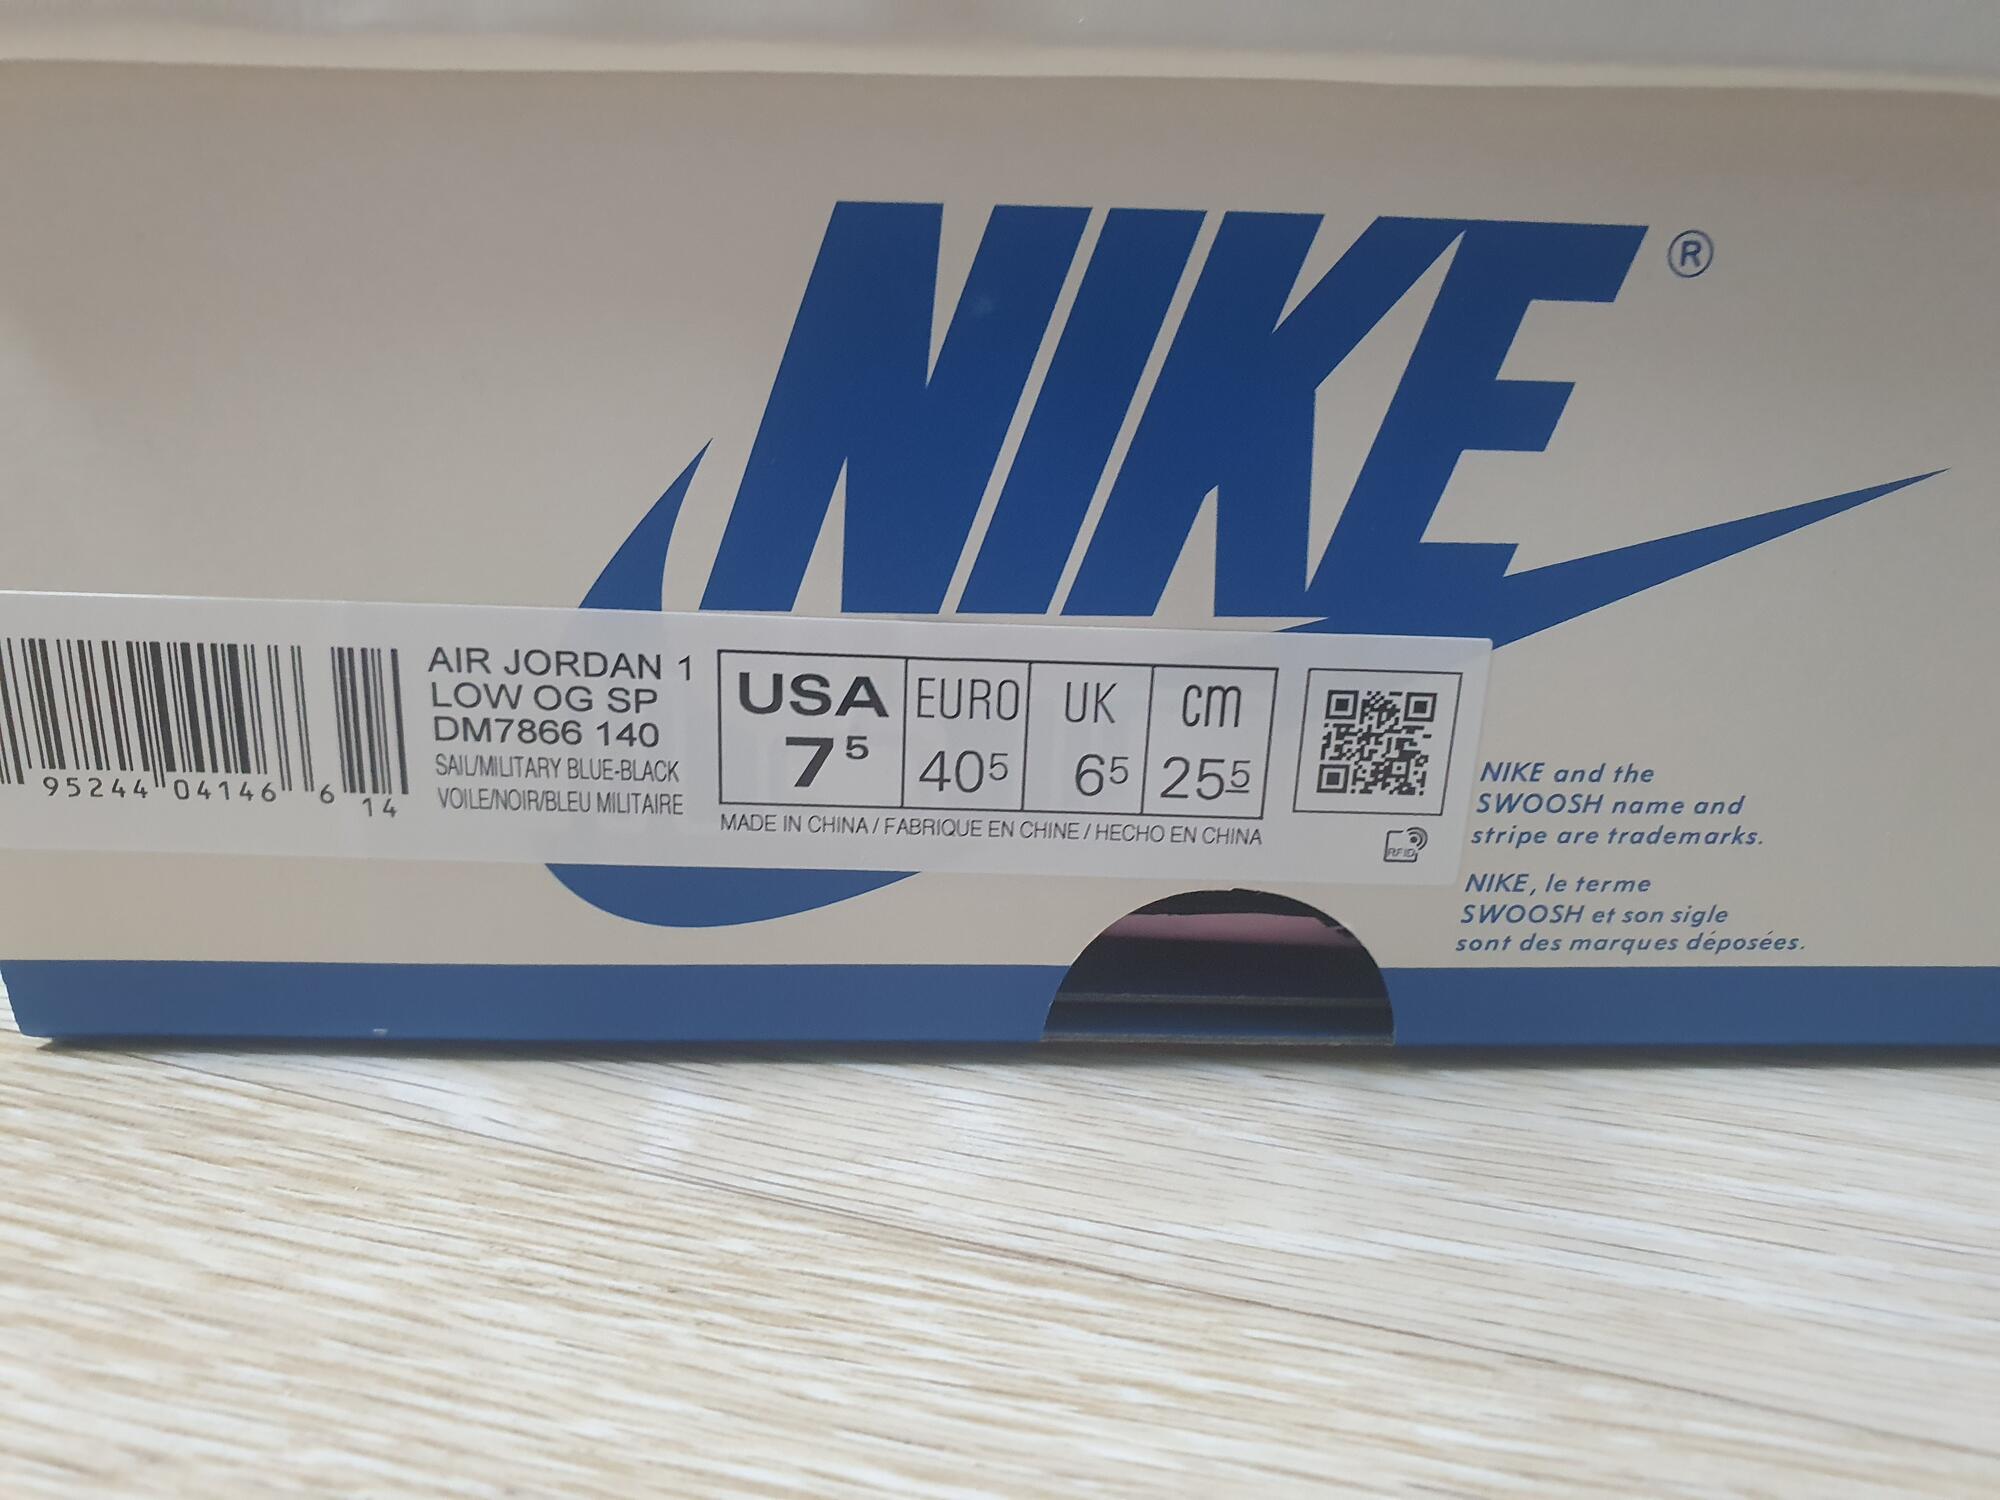 NIKE ®
AIR JORDAN 1
LOW OG SP
DM7866 140
SAIL/MILITARY BLUE-BLACK
VOILE/NOIR/BLEU MILITAIRE
95244 04146 6 14
USA EURO UK cm
7⁵ 40⁵ 6⁵ 25⁵
MADE IN CHINA / FABRIQUE EN CHINE / HECHO EN CHINA
RFID
NIKE and the
SWOOSH name and
stripe are trademarks.
NIKE, le terme
SWOOSH et son sigle
sont des marques déposées.